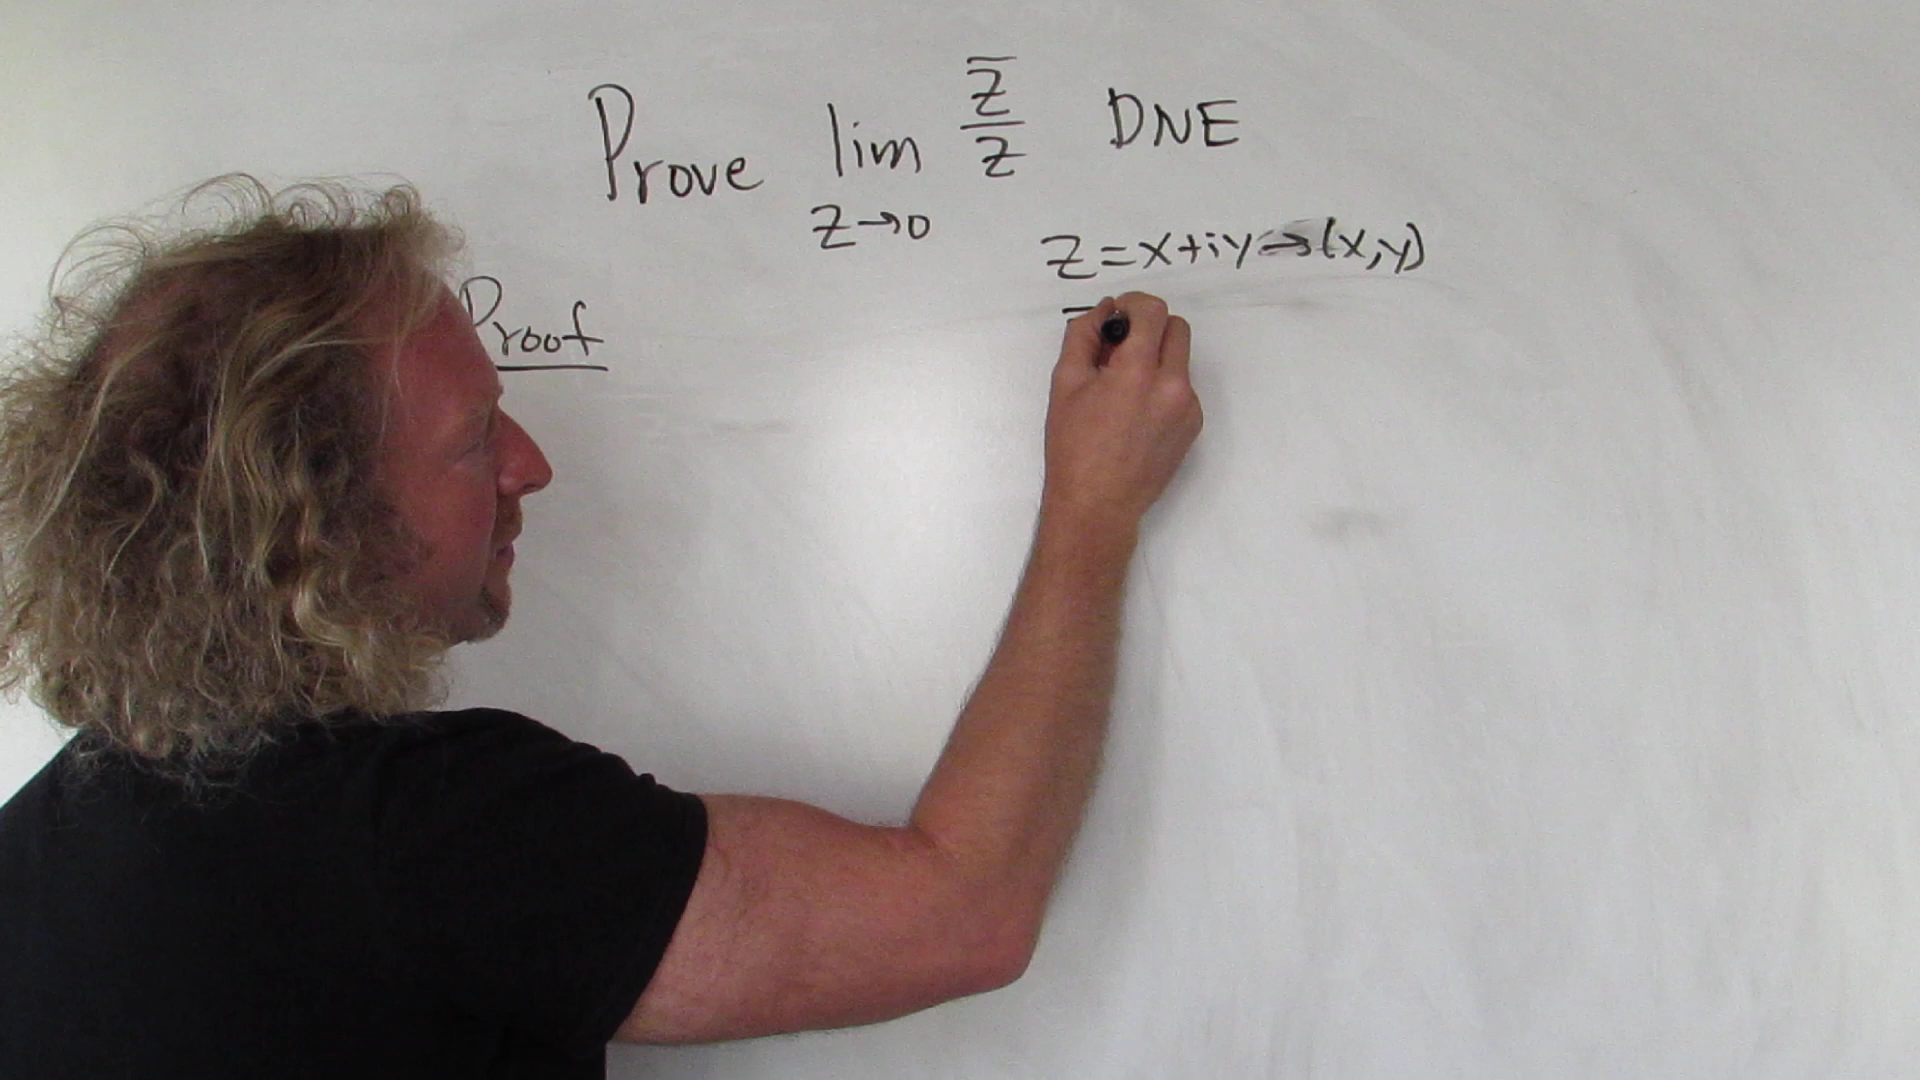 Prove lim z→0 z̅/z DNE
z=x+iy→(x,y)
Proof